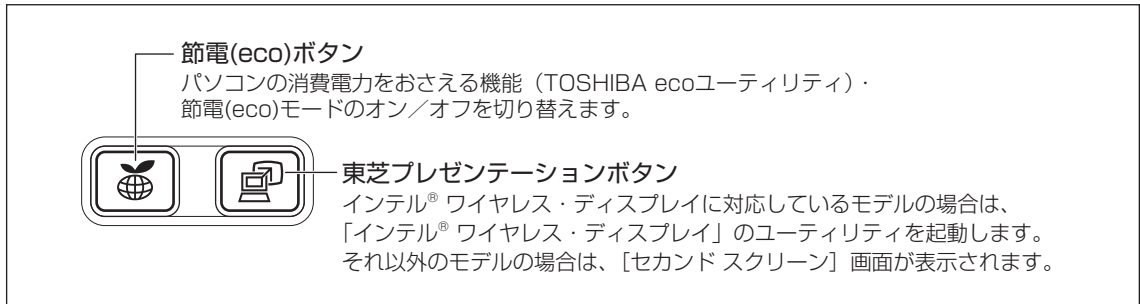 節電(eco)ボタン
パソコンの消費電力をおさえる機能（TOSHIBA ecoユーティリティ）・
節電(eco)モードのオン／オフを切り替えます。
東芝プレゼンテーションボタン
インテル® ワイヤレス・ディスプレイに対応しているモデルの場合は、
「インテル® ワイヤレス・ディスプレイ」のユーティリティを起動します。
それ以外のモデルの場合は、［セカンド スクリーン］画面が表示されます。